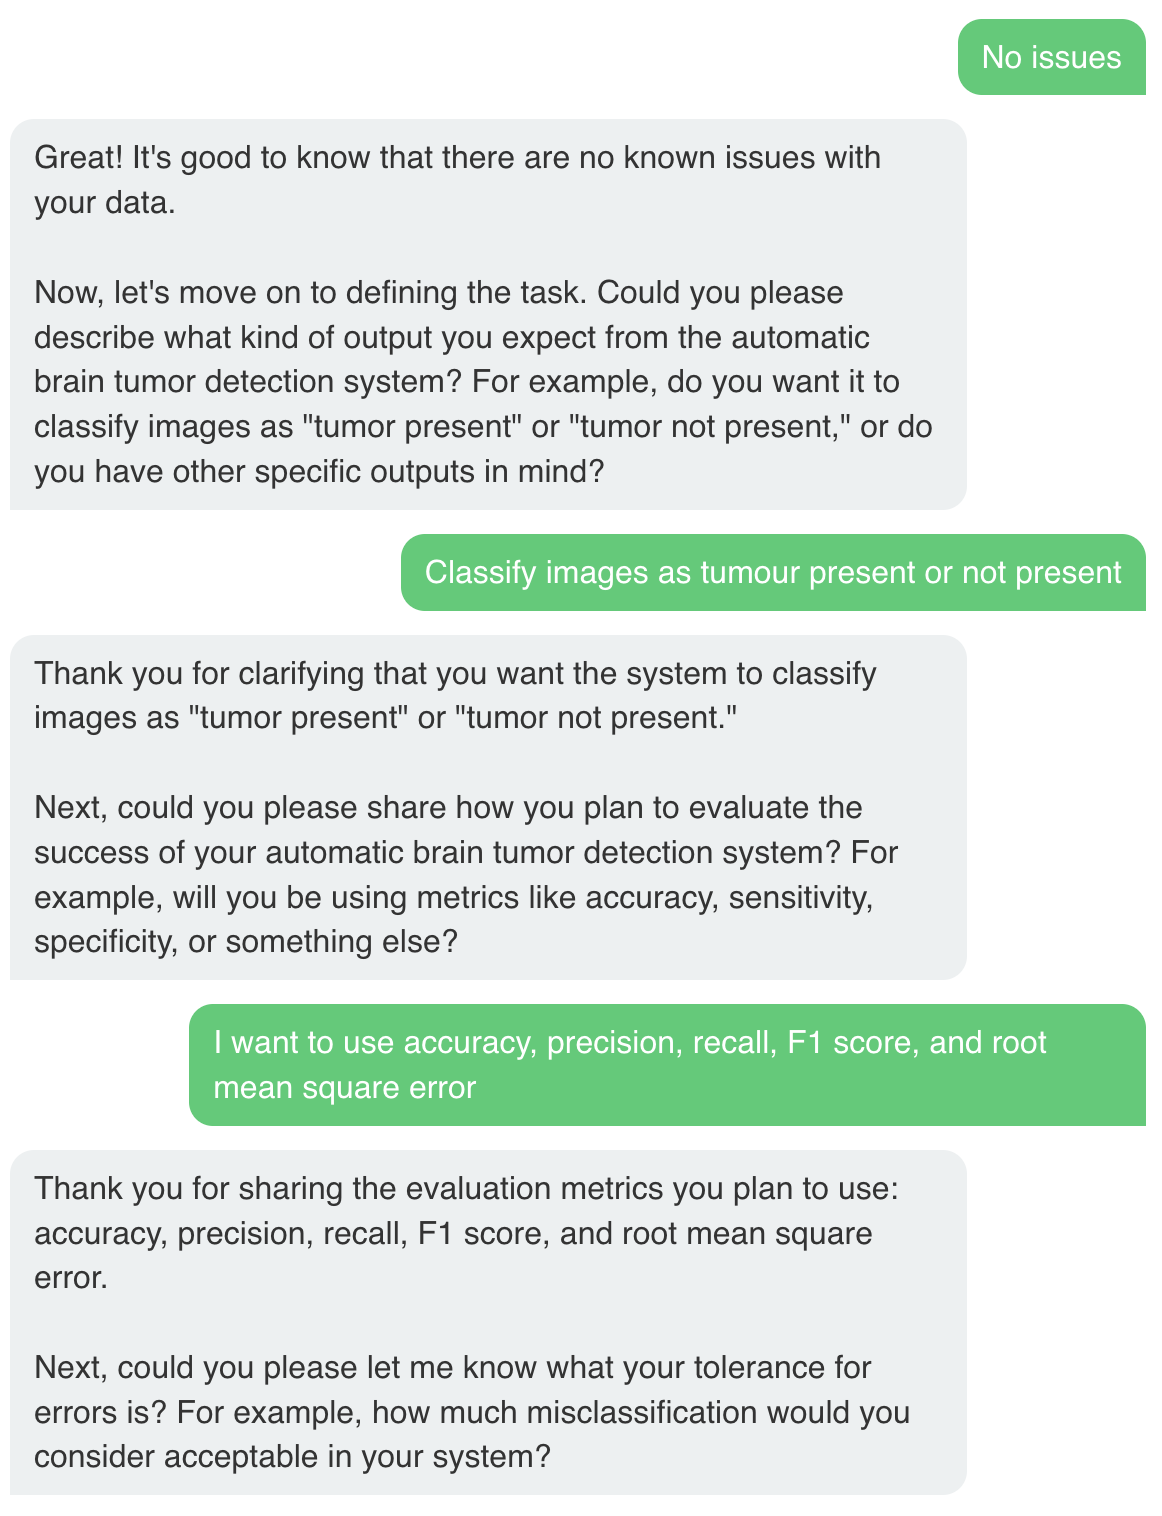 No issues
Great! It's good to know that there are no known issues with
your data.
Now, let's move on to defining the task. Could you please
describe what kind of output you expect from the automatic
brain tumor detection system? For example, do you want it to
classify images as "tumor present" or "tumor not present," or do
you have other specific outputs in mind?
Classify images as tumour present or not present
Thank you for clarifying that you want the system to classify
images as "tumor present" or "tumor not present."
Next, could you please share how you plan to evaluate the
success of your automatic brain tumor detection system? For
example, will you be using metrics like accuracy, sensitivity,
specificity, or something else?
I want to use accuracy, precision, recall, F1 score, and root
mean square error
Thank you for sharing the evaluation metrics you plan to use:
accuracy, precision, recall, F1 score, and root mean square
error.
Next, could you please let me know what your tolerance for
errors is? For example, how much misclassification would you
consider acceptable in your system?